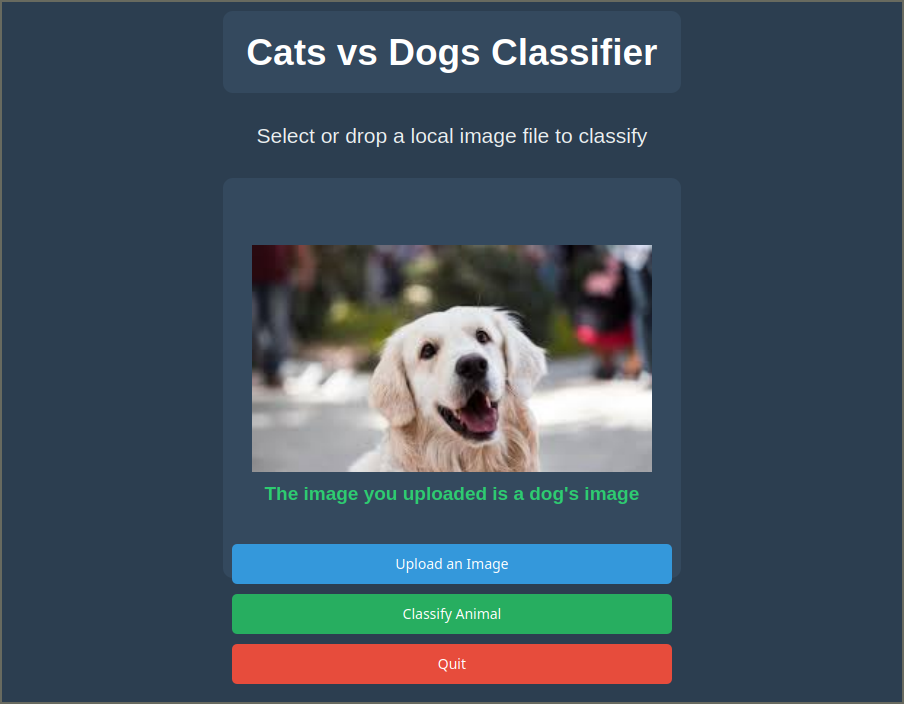 Cats vs Dogs Classifier
Select or drop a local image file to classify
The image you uploaded is a dog's image
Upload an Image
Classify Animal
Quit